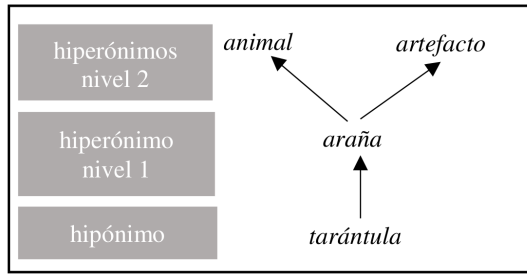 hiperónimos
nivel 2
animal
artefacto
hiperónimo
nivel 1
araña
hipónimo
tarántula